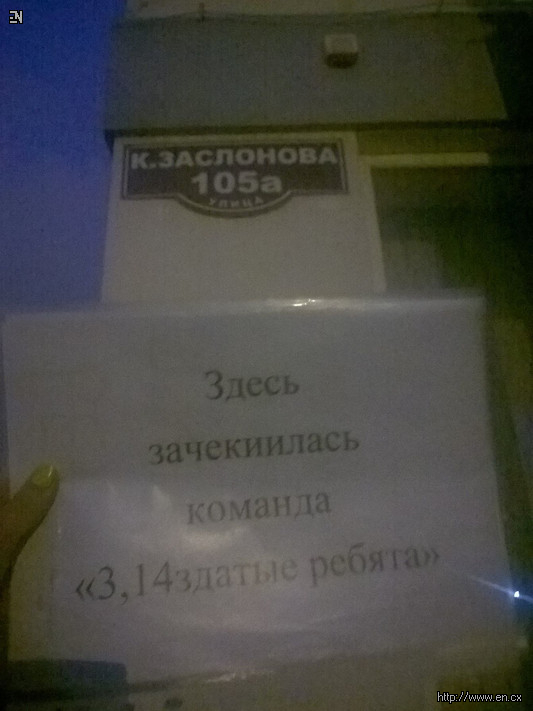 EN
К.ЗАСЛОНОВА
105а
УЛИЦА
Здесь
зачекиилась
команда
«3,14здатые ребята»
http://www.en.cx